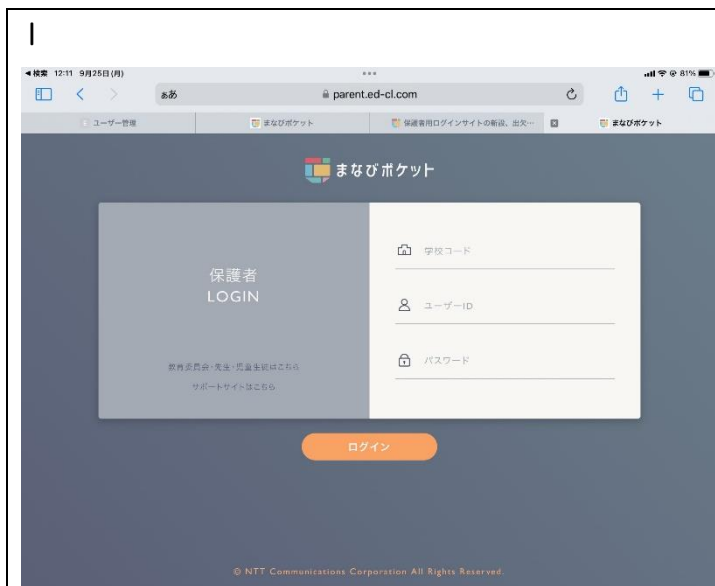 ◀検索 12:11 9月25日(月)
81%
ああ parent.ed-cl.com
ユーザー管理 まなびポケット 保護者用ログインサイトの新設、出欠… まなびポケット
まなびポケット
保護者
LOGIN
教育委員会・先生・児童生徒はこちら
サポートサイトはこちら
学校コード
ユーザーID
パスワード
ログイン
© NTT Communications Corporation All Rights Reserved.